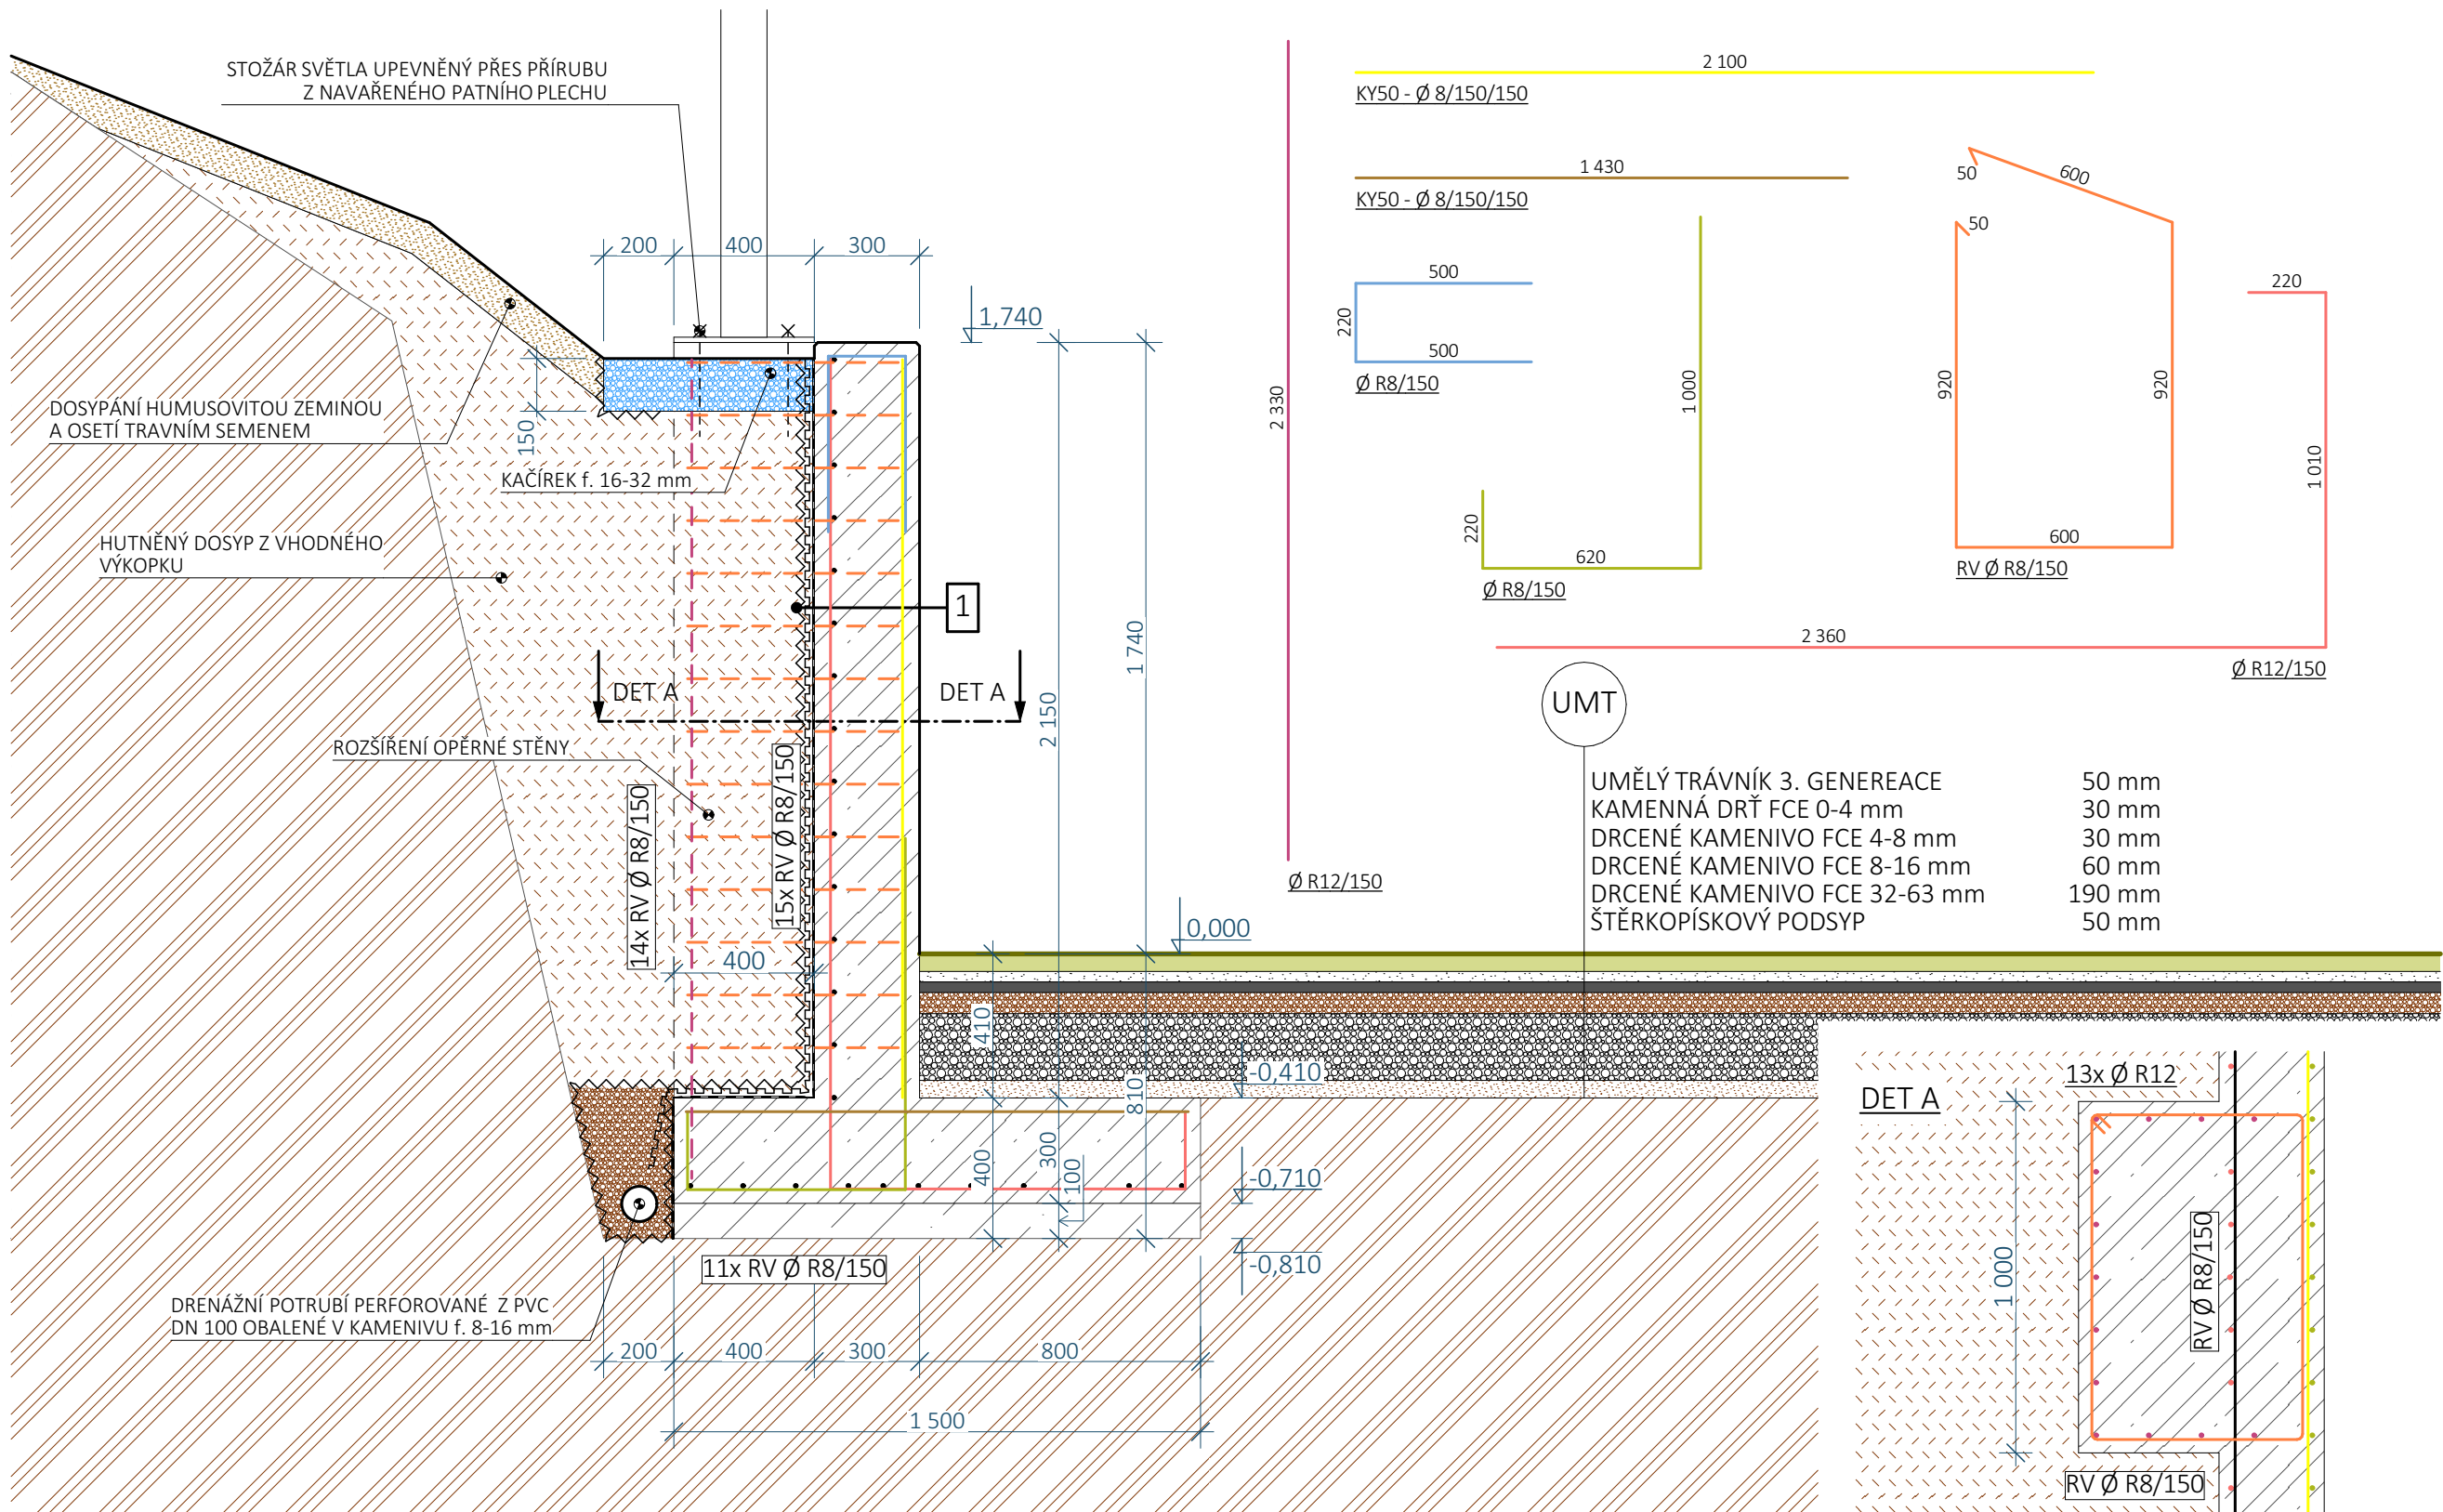 STOŽÁR SVĚTLA UPEVNĚNÝ PŘES PŘÍRUBU
Z NAVAŘENÉHO PATNÍHO PLECHU
200
400
300
1,740
DOSYPÁNÍ HUMUSOVITOU ZEMINOU
A OSETÍ TRAVNÍM SEMENEM
150
KAČÍREK f. 16-32 mm
HUTNĚNÝ DOSYP Z VHODNÉHO
VÝKOPKU
1
DET A
DET A
ROZŠÍŘENÍ OPĚRNÉ STĚNY
14x RV Ø R8/150
15x RV Ø R8/150
2 150
1 740
400
0,000
410
810
-0,410
400
300
100
-0,710
-0,810
11x RV Ø R8/150
DRENÁŽNÍ POTRUBÍ PERFOROVANÉ Z PVC
DN 100 OBALENÉ V KAMENIVU f. 8-16 mm
200
400
300
800
1 500
2 330
Ø R12/150
2 100
KY50 - Ø 8/150/150
1 430
KY50 - Ø 8/150/150
500
220
500
Ø R8/150
1 000
220
620
Ø R8/150
50
600
50
920
920
600
RV Ø R8/150
220
1 010
2 360
Ø R12/150
UMT
UMĚLÝ TRÁVNÍK 3. GENEREACE 50 mm
KAMENNÁ DRŤ FCE 0-4 mm 30 mm
DRCENÉ KAMENIVO FCE 4-8 mm 30 mm
DRCENÉ KAMENIVO FCE 8-16 mm 60 mm
DRCENÉ KAMENIVO FCE 32-63 mm 190 mm
ŠTĚRKOPÍSKOVÝ PODSYP 50 mm
DET A
13x Ø R12
1 000
RV Ø R8/150
RV Ø R8/150